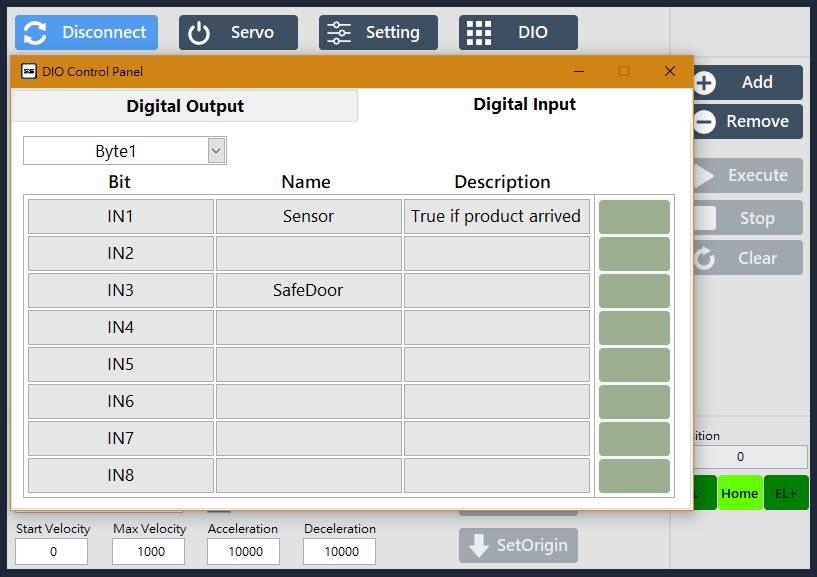 Disconnect
Servo
Setting
DIO
DIO Control Panel
Digital Output
Digital Input
Byte1
Bit
Name
Description
IN1
Sensor
True if product arrived
IN2
IN3
SafeDoor
IN4
IN5
IN6
IN7
IN8
Add
Remove
Execute
Stop
Clear
ition
0
L-
Home
EL+
Start Velocity
Max Velocity
Acceleration
Deceleration
0
1000
10000
10000
SetOrigin